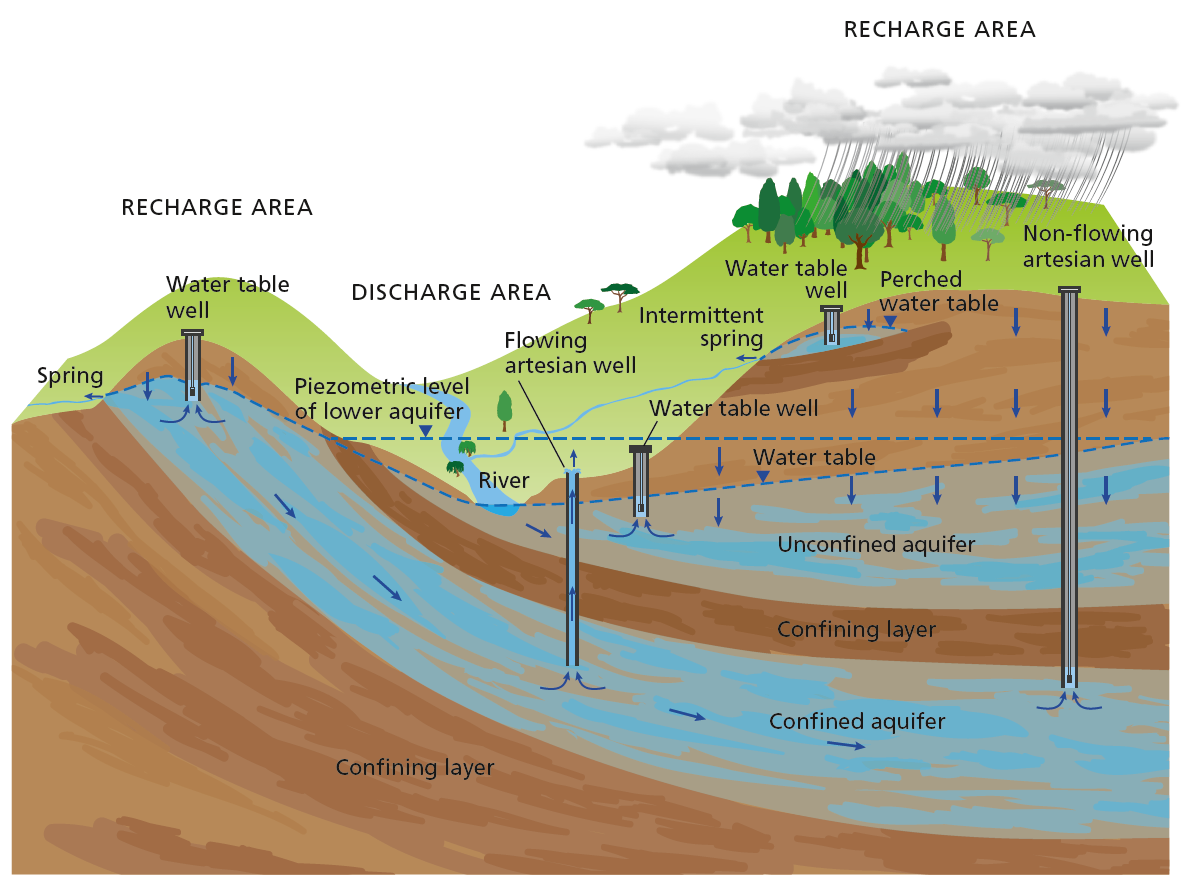 RECHARGE AREA
RECHARGE AREA
Non-flowing
artesian well
Water table
well
Perched
water table
Water table
well
DISCHARGE AREA
Intermittent
spring
Flowing
artesian well
Spring
Piezometric level
of lower aquifer
Water table well
Water table
River
Unconfined aquifer
Confining layer
Confined aquifer
Confining layer